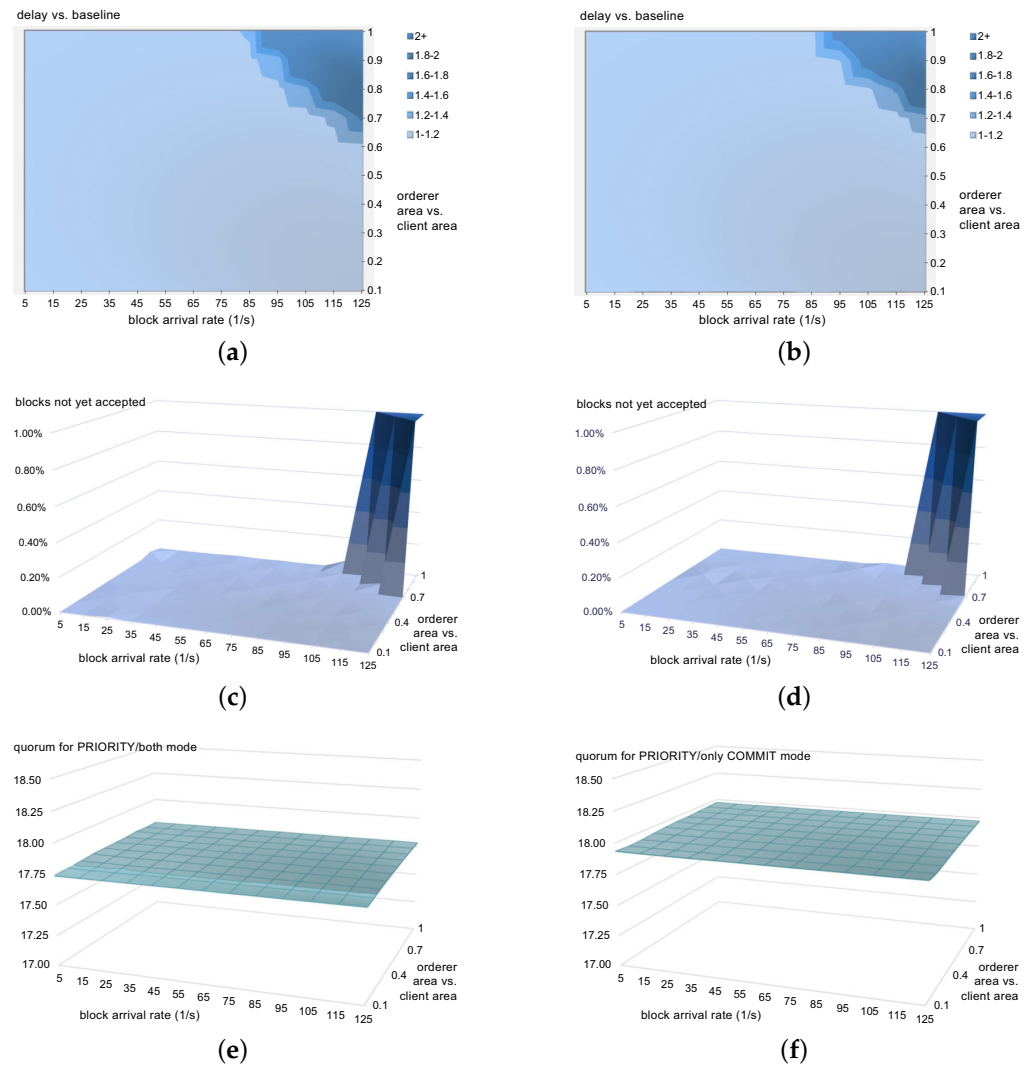 delay vs. baseline
1
0.9
0.8
0.7
0.6
0.5
0.4
0.3
0.2
0.1
2+
1.8-2
1.6-1.8
1.4-1.6
1.2-1.4
1-1.2
orderer
area vs.
client area
5 15 25 35 45 55 65 75 85 95 105 115 125
block arrival rate (1/s)
(a)
delay vs. baseline
1
0.9
0.8
0.7
0.6
0.5
0.4
0.3
0.2
0.1
2+
1.8-2
1.6-1.8
1.4-1.6
1.2-1.4
1-1.2
orderer
area vs.
client area
5 15 25 35 45 55 65 75 85 95 105 115 125
block arrival rate (1/s)
(b)
blocks not yet accepted
1.00%
0.80%
0.60%
0.40%
0.20%
0.00%
5 15 25 35 45 55 65 75 85 95 105 115 125
block arrival rate (1/s)
1
0.7
0.4
0.1
orderer
area vs.
client area
(c)
blocks not yet accepted
1.00%
0.80%
0.60%
0.40%
0.20%
0.00%
5 15 25 35 45 55 65 75 85 95 105 115 125
block arrival rate (1/s)
1
0.7
0.4
0.1
orderer
area vs.
client area
(d)
quorum for PRIORITY/both mode
18.50
18.25
18.00
17.75
17.50
17.25
17.00
5 15 25 35 45 55 65 75 85 95 105 115 125
block arrival rate (1/s)
1
0.7
0.4
0.1
orderer
area vs.
client area
(e)
quorum for PRIORITY/only COMMIT mode
18.50
18.25
18.00
17.75
17.50
17.25
17.00
5 15 25 35 45 55 65 75 85 95 105 115 125
block arrival rate (1/s)
1
0.7
0.4
0.1
orderer
area vs.
client area
(f)